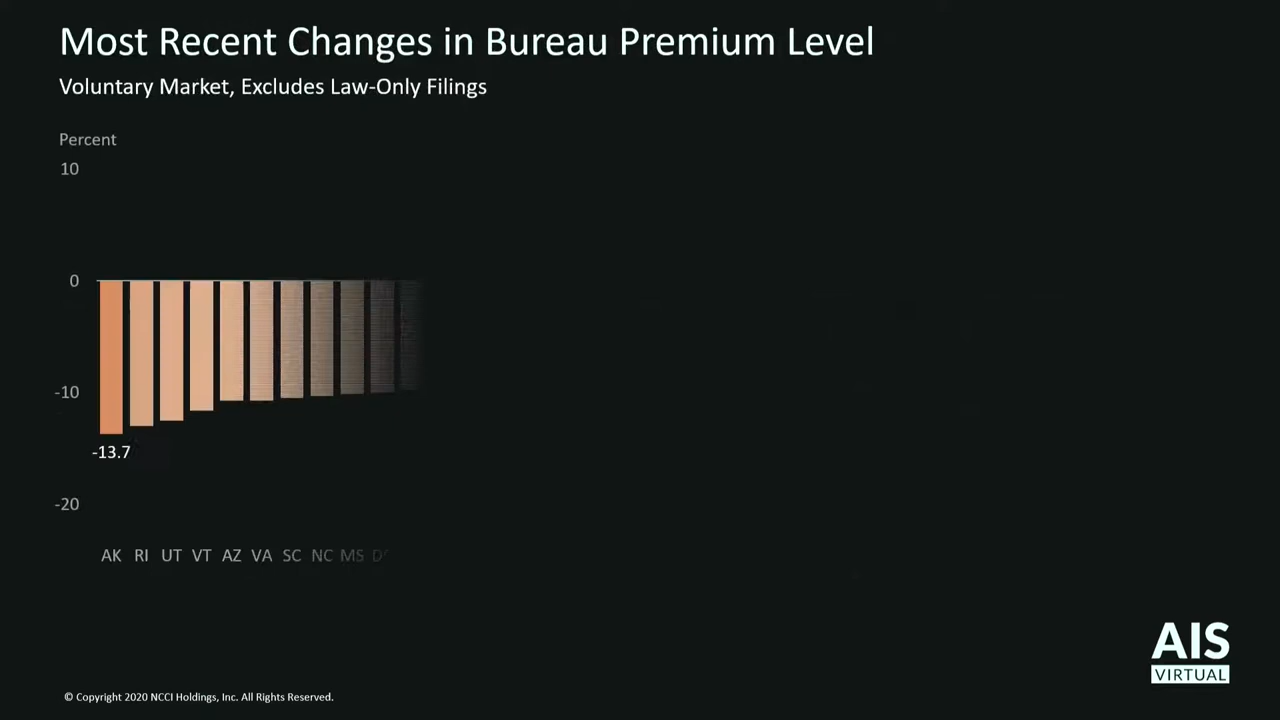 Most Recent Changes in Bureau Premium Level
Voluntary Market, Excludes Law-Only Filings
Percent
10
0
-10
-13.7
-20
AK RI UT VT AZ VA SC NC MS
AIS
VIRTUAL
© Copyright 2020 NCCI Holdings, Inc. All Rights Reserved.